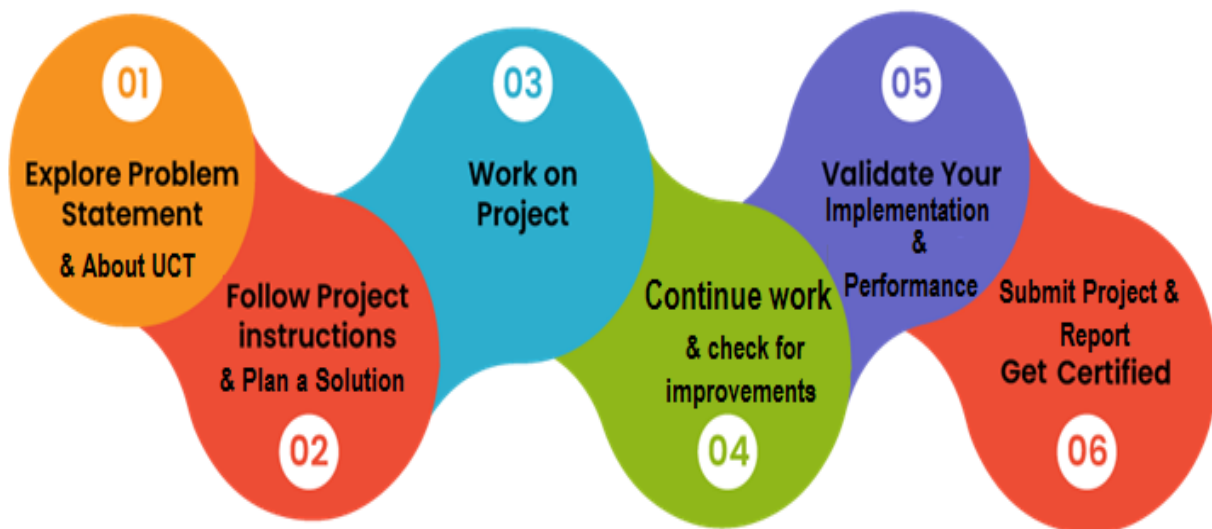 01
Explore Problem
Statement
& About UCT
02
Follow Project
instructions
& Plan a Solution
03
Work on
Project
04
Continue work
& check for
improvements
05
Validate Your
Implementation
&
Performance
06
Submit Project &
Report
Get Certified